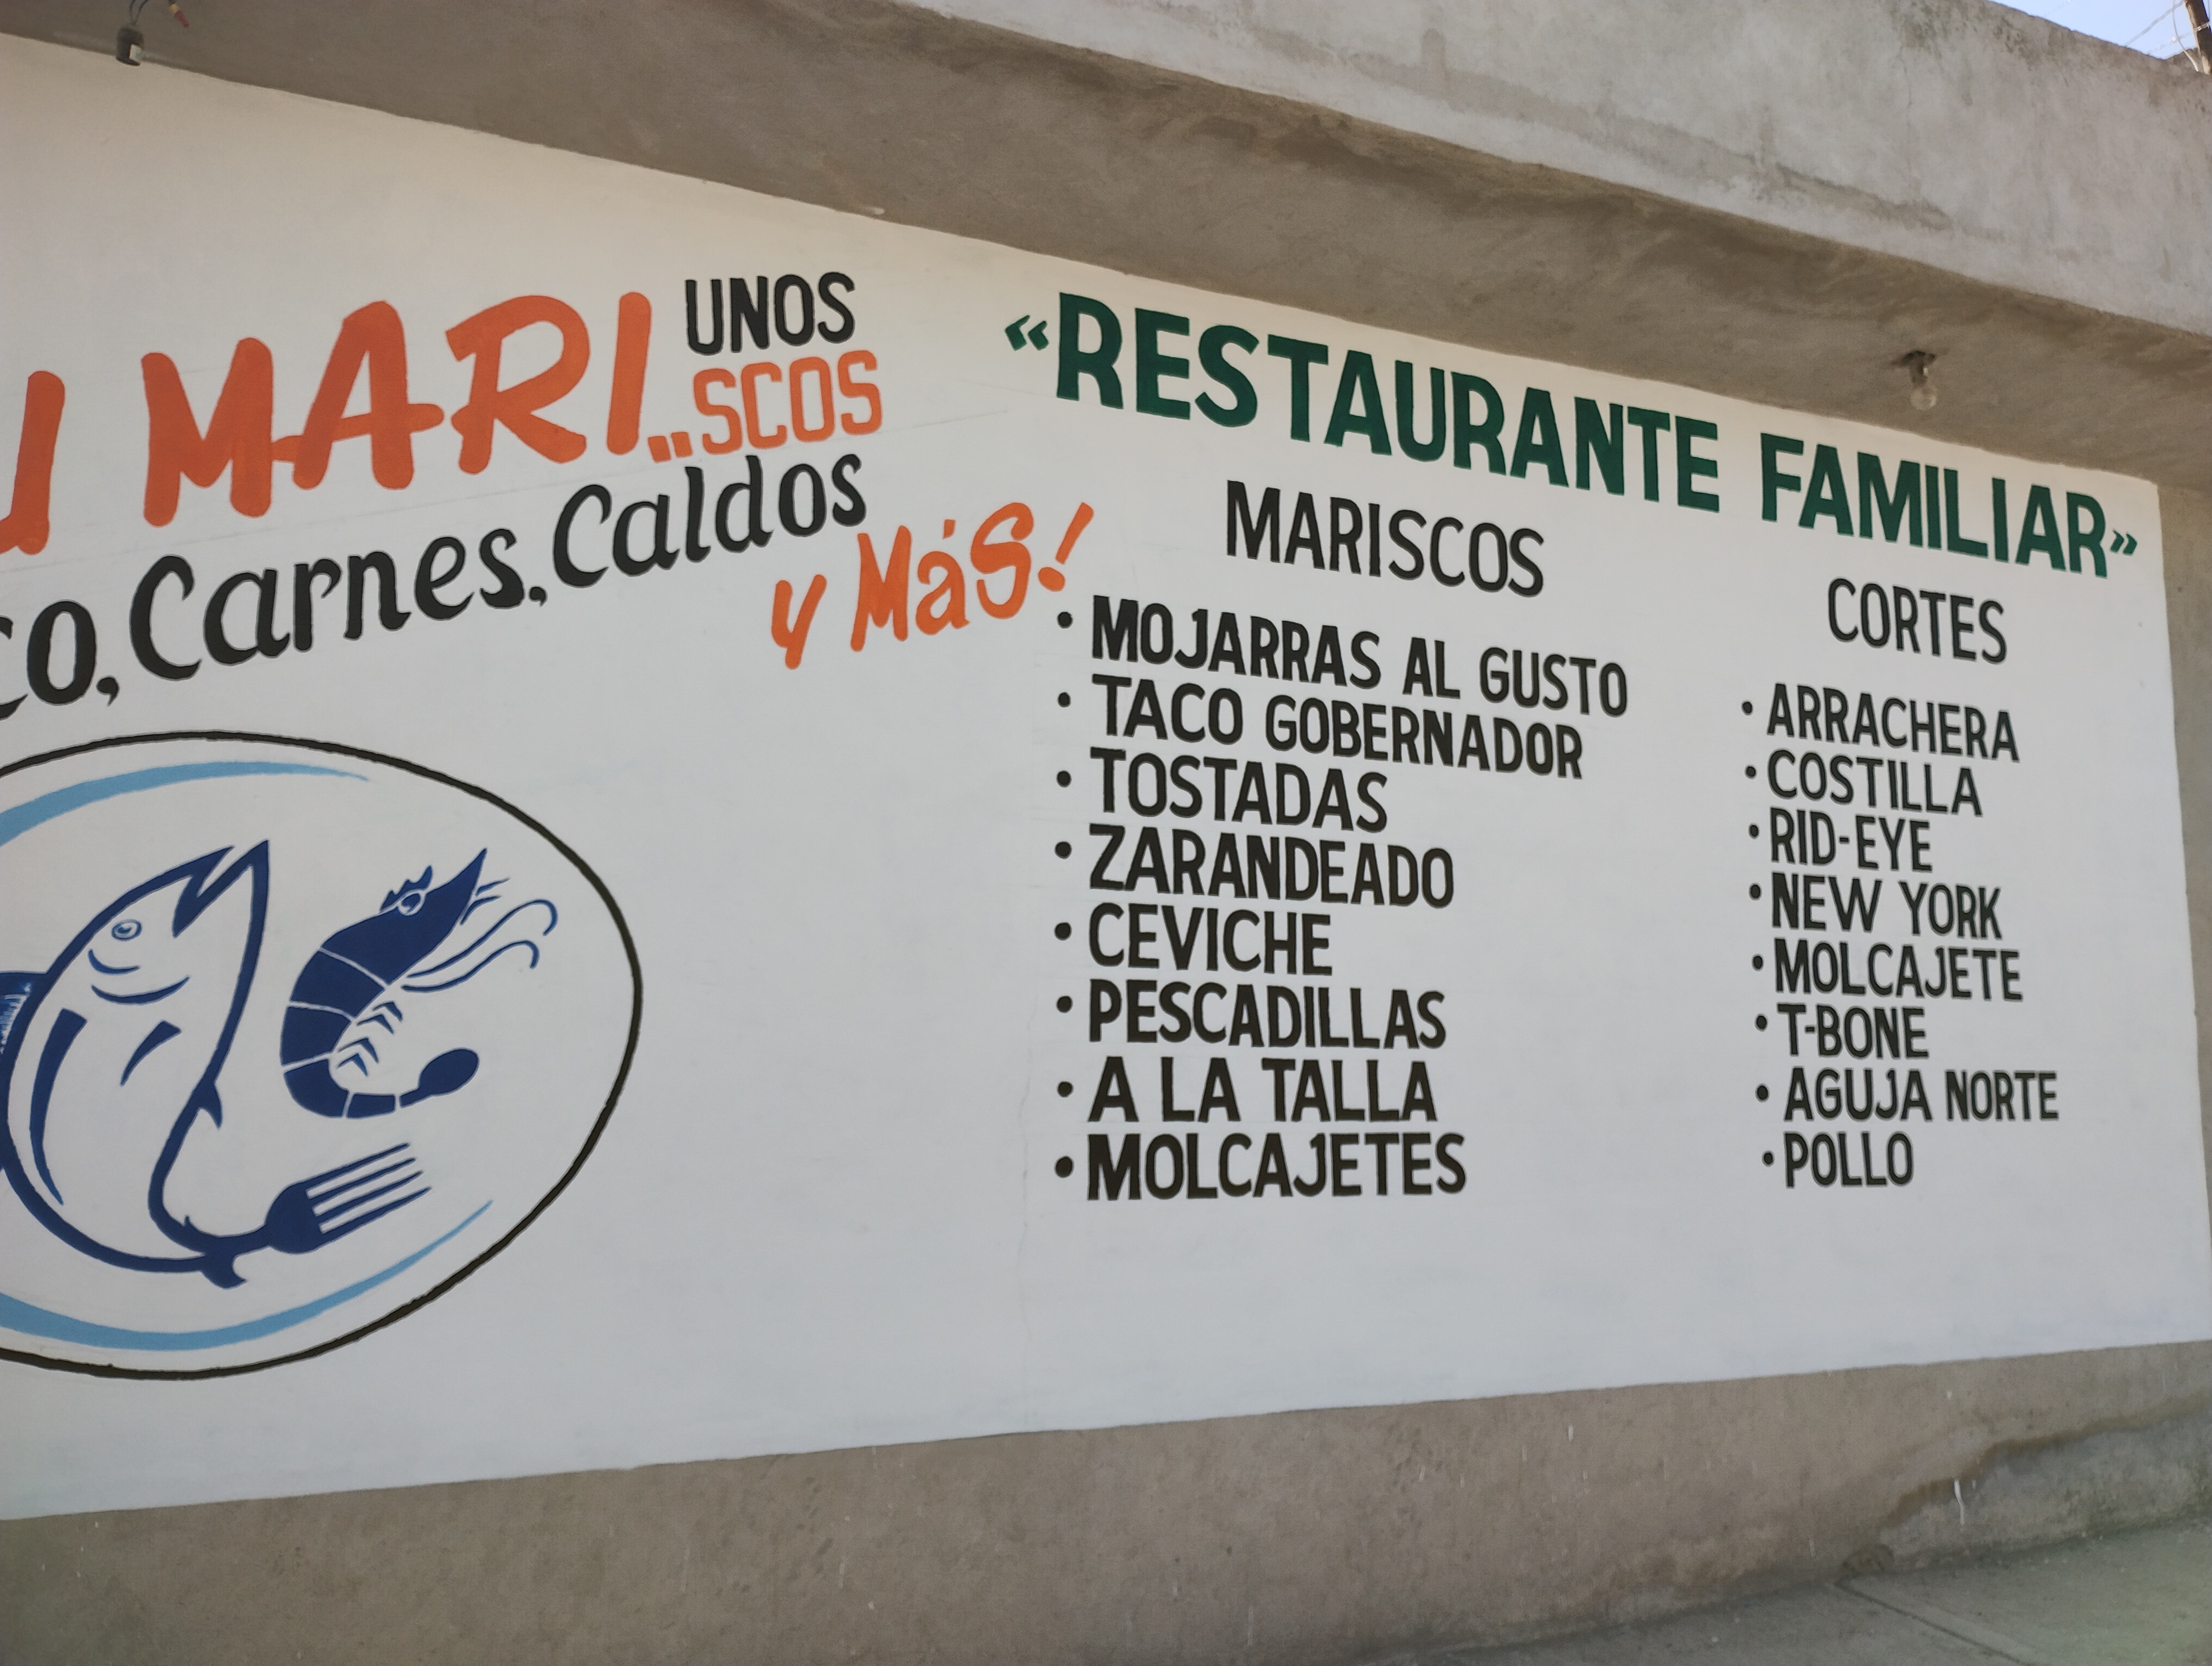 UNOS
MARI...SCOS
Carnes, Caldos
y Más!
«RESTAURANTE FAMILIAR»
MARISCOS
• MOJARRAS AL GUSTO
• TACO GOBERNADOR
• TOSTADAS
• ZARANDEADO
• CEVICHE
• PESCADILLAS
• A LA TALLA
• MOLCAJETES
CORTES
• ARRACHERA
• COSTILLA
• RID-EYE
• NEW YORK
• MOLCAJETE
• T-BONE
• AGUJA NORTE
• POLLO